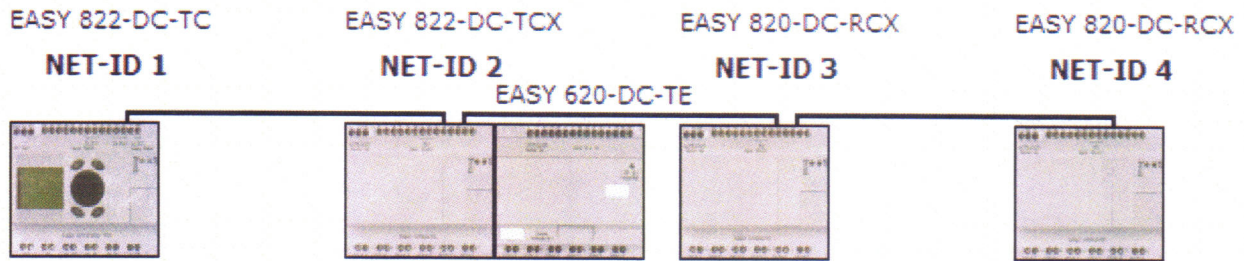 EASY 822-DC-TC
EASY 822-DC-TCX
EASY 820-DC-RCX
EASY 820-DC-RCX
NET-ID 1
NET-ID 2
NET-ID 3
NET-ID 4
EASY 620-DC-TE